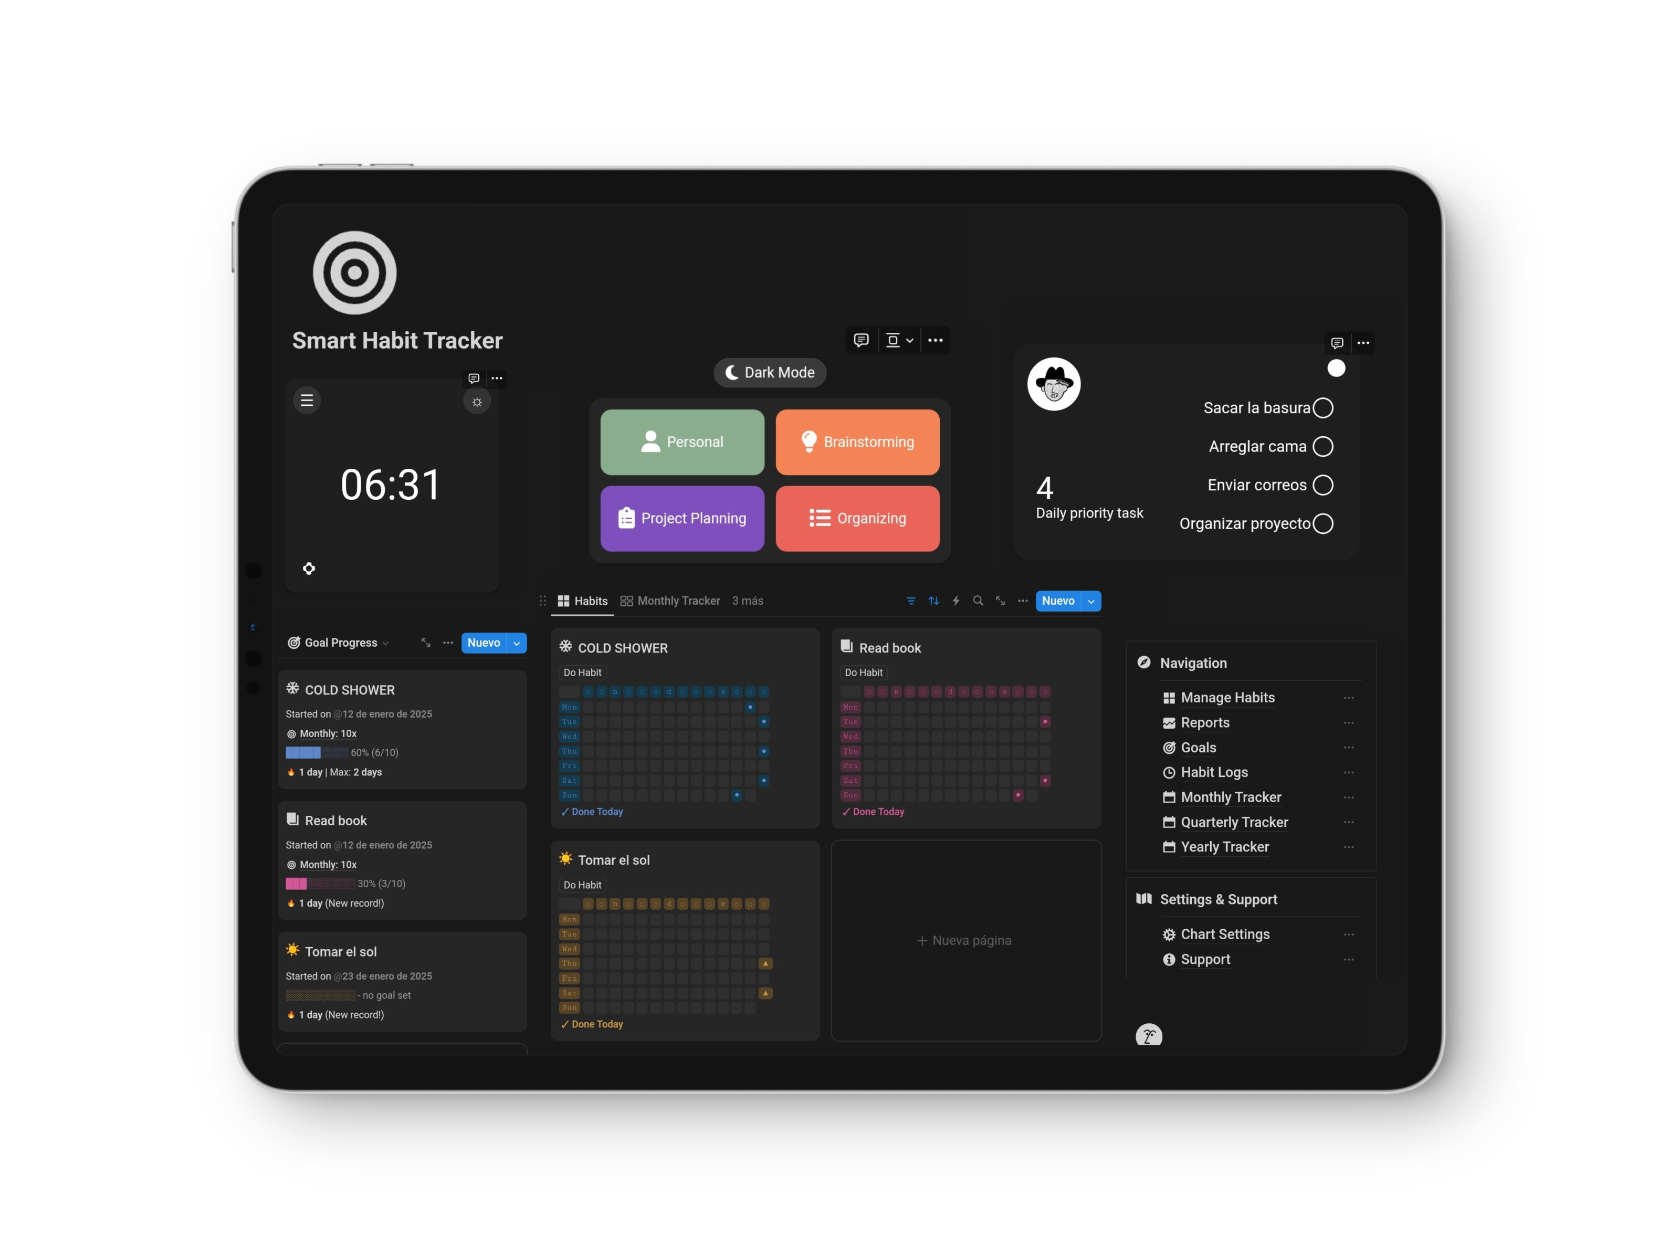 Smart Habit Tracker
06:31
Dark Mode
Personal
Brainstorming
Project Planning
Organizing
Sacar la basura
Arreglar cama
Enviar correos
Organizar proyecto
4
Daily priority task
Goal Progress
Nuevo
COLD SHOWER
Started on @12 de enero de 2025
Monthly: 10x
60% (6/10)
1 day | Max: 2 days
Read book
Started on @12 de enero de 2025
Monthly: 10x
30% (3/10)
1 day (New record!)
Tomar el sol
Started on @23 de enero de 2025
- no goal set
1 day (New record!)
Habits
Monthly Tracker
3 más
Nuevo
COLD SHOWER
Do Habit
Mon
Tue
Wed
Thu
Fri
Sat
Sun
✓ Done Today
Read book
Do Habit
Mon
Tue
Wed
Thu
Fri
Sat
Sun
✓ Done Today
Tomar el sol
Do Habit
Mon
Tue
Wed
Thu
Fri
Sat
Sun
✓ Done Today
+ Nueva página
Navigation
Manage Habits
Reports
Goals
Habit Logs
Monthly Tracker
Quarterly Tracker
Yearly Tracker
Settings & Support
Chart Settings
Support